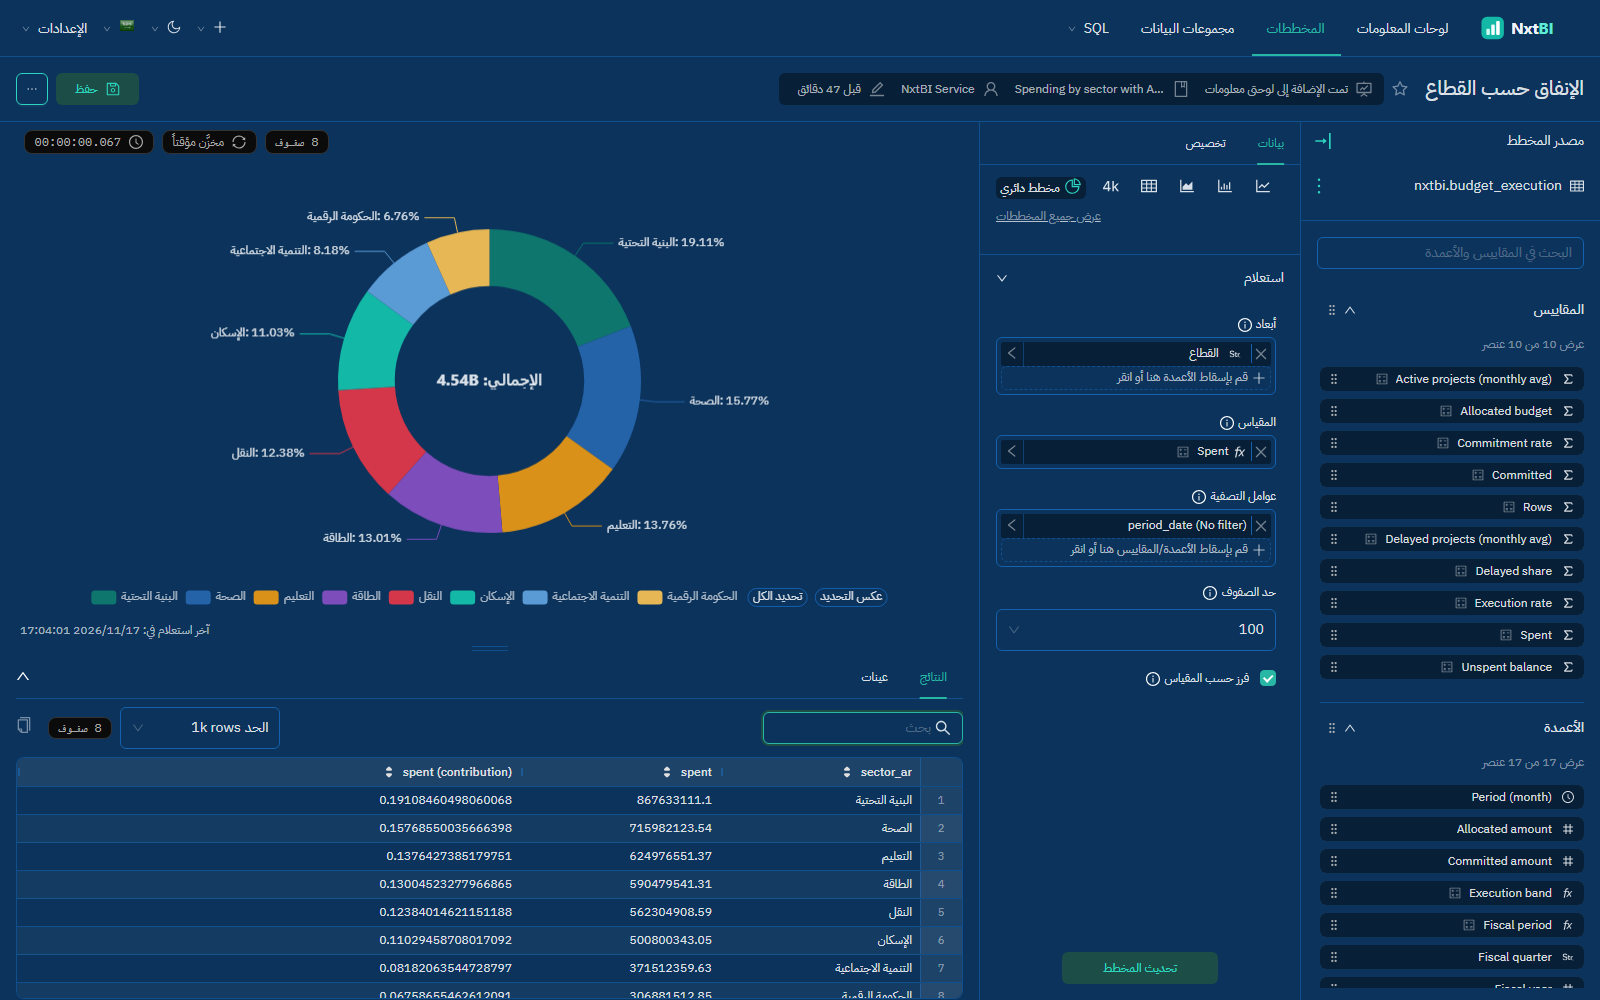 NxtBI
لوحات المعلومات
المخططات
مجموعات البيانات
SQL
الإعدادات
الإنفاق حسب القطاع
تمت الإضافة إلى لوحتي معلومات
Spending by sector with A...
NxtBI Service
قبل 47 دقائق
حفظ
...
مصدر المخطط
nxtbi.budget_execution
البحث في المقاييس والأعمدة
المقاييس
عرض 10 من 10 عنصر
Active projects (monthly avg)
Allocated budget
Commitment rate
Committed
Rows
Delayed projects (monthly avg)
Delayed share
Execution rate
Spent
Unspent balance
الأعمدة
عرض 17 من 17 عنصر
Period (month)
Allocated amount
Committed amount
Execution band
Fiscal period
Fiscal quarter
Fiscal year
بيانات
تخصيص
4k
مخطط دائري
عرض جميع المخططات
استعلام
أبعاد
Str القطاع
قم بإسقاط الأعمدة هنا أو انقر
المقياس
fx Spent
عوامل التصفية
period_date (No filter)
قم بإسقاط الأعمدة/المقاييس هنا أو انقر
حد الصفوف
100
فرز حسب المقياس
تحديث المخطط
8 صفوف
مخزَّن مؤقتاً
00:00:00.067
الحكومة الرقمية: 6.76%
التنمية الاجتماعية: 8.18%
البنية التحتية: 19.11%
الإسكان: 11.03%
الإجمالي: 4.54B
الصحة: 15.77%
النقل: 12.38%
التعليم: 13.76%
الطاقة: 13.01%
البنية التحتية
الصحة
التعليم
الطاقة
النقل
الإسكان
التنمية الاجتماعية
الحكومة الرقمية
تحديد الكل
عكس التحديد
آخر استعلام في: 2026/11/17 17:04:01
النتائج
عينات
بحث
الحد 1k rows
8 صفوف
sector_ar spent spent (contribution)
1 البنية التحتية 867633111.1 0.19108460498060068
2 الصحة 715982123.54 0.15768550035666398
3 التعليم 624976551.37 0.1376427385179751
4 الطاقة 590479541.31 0.13004523277966865
5 النقل 562304908.59 0.12384014621151188
6 الإسكان 500800343.05 0.11029458708017092
7 التنمية الاجتماعية 371512359.63 0.08182063544728797
8 الحكومة الرقمية 306881512.85 0.06758655462612091